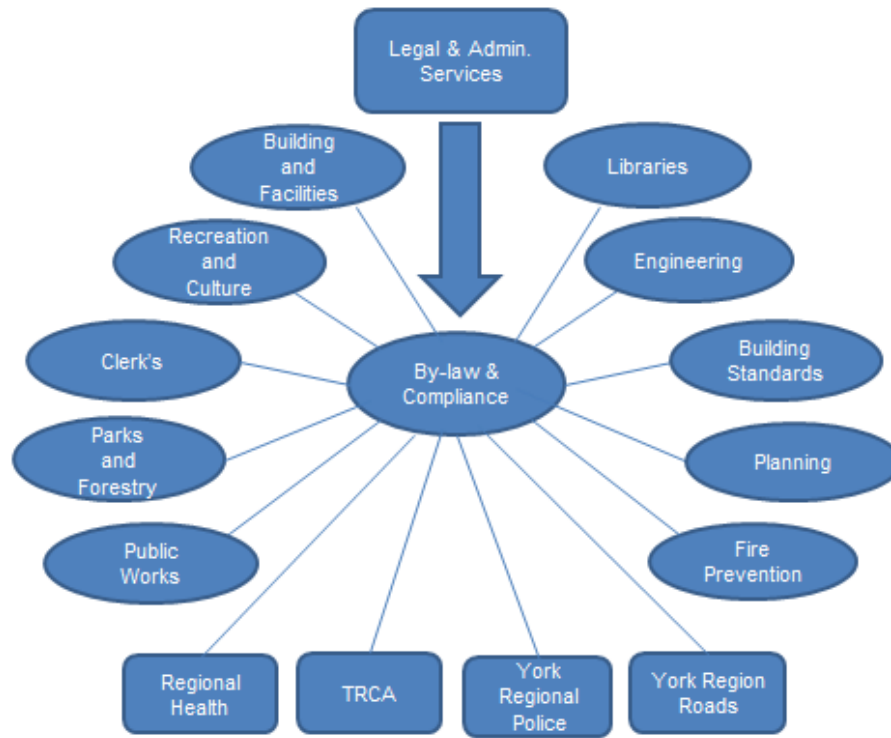 Legal & Admin.
Services
Building
and
Facilities
Libraries
Recreation
and
Culture
Engineering
Clerk's
By-law &
Compliance
Building
Standards
Parks
and
Forestry
Planning
Public
Works
Fire
Prevention
Regional
Health
TRCA
York
Regional
Police
York Region
Roads